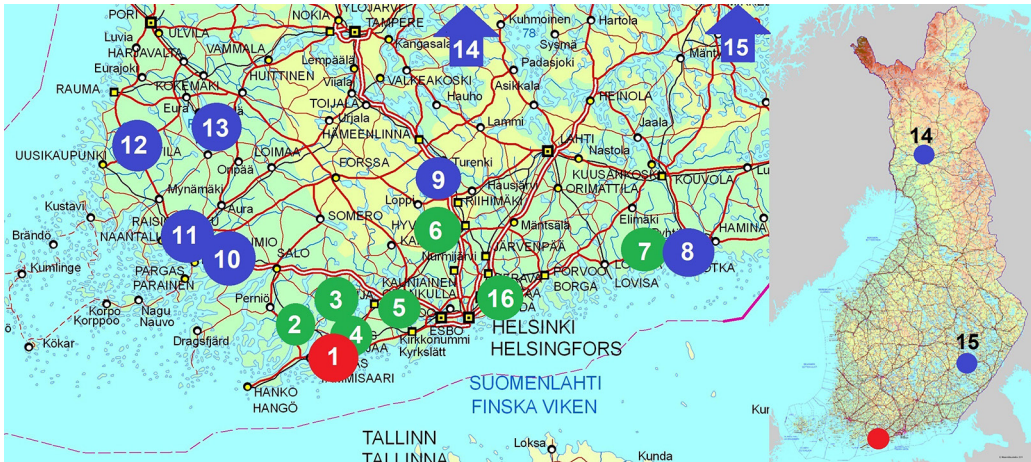 PORI
ULVILA
Luvia
HARJAVALTA
Eurajoki
RAUMA
KOKEMÄKI
Eura
VAMMALA
HUITTINEN
NOKIA
YLÖJÄRVI
TAMPERE
Kangasala
Lempäälä
Viiala
VALKEAKOSKI
TOIJALA
Urjala
HÄMEENLINNA
Hauho
Lammi
Kuhmoinen
78
Sysmä
Padasjoki
Asikkala
Hartola
HEINOLA
14
15
13
12
UUSIKAUPUNKI
LOIMAA
Oripää
FORSSA
Turenki
9
Loppi
Hausjärvi
RIIHIMÄKI
LAHTI
Nastola
ORIMATTILA
Jaala
KUUSANKOSKI
KOUVOLA
Elimäki
HAMINA
Kustavi
Mynämäki
Aura
SOMERO
6
Mäntsälä
7
8
Brändö
NAANTALI
11
10
SALO
Nurmijärvi
JÄRVENPÄÄ
PORVOO
BORGA
LOVISA
Kumlinge
PARGAS
PARAINEN
Perniö
3
5
KAUNIAINEN
16
Korpo
Korppoo
Nagu
Nauvo
Dragsfjärd
2
4
1
ESBO
Kirkkonummi
Kyrkslätt
HELSINKI
HELSINGFORS
Kökar
HANKO
HANGÖ
SUOMENLAHTI
FINSKA VIKEN
TALLINN
TALLINNA
Loksa
Kunda
14
15